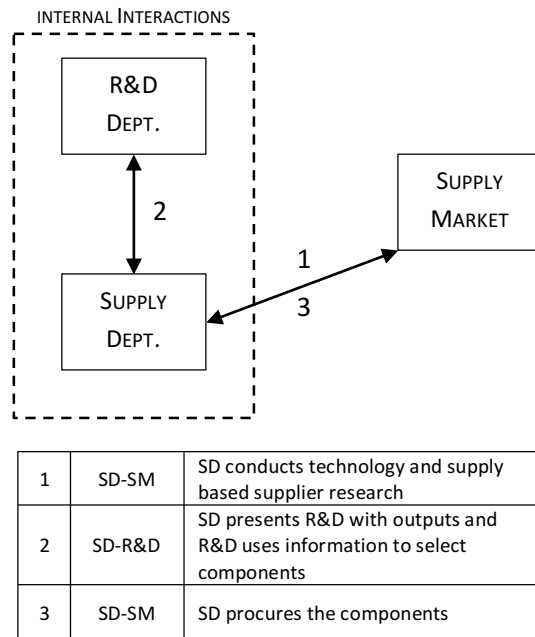 INTERNAL INTERACTIONS
R&D
DEPT.
2
SUPPLY
MARKET
1
3
SUPPLY
DEPT.
1 SD-SM SD conducts technology and supply
based supplier research
2 SD-R&D SD presents R&D with outputs and
R&D uses information to select
components
3 SD-SM SD procures the components